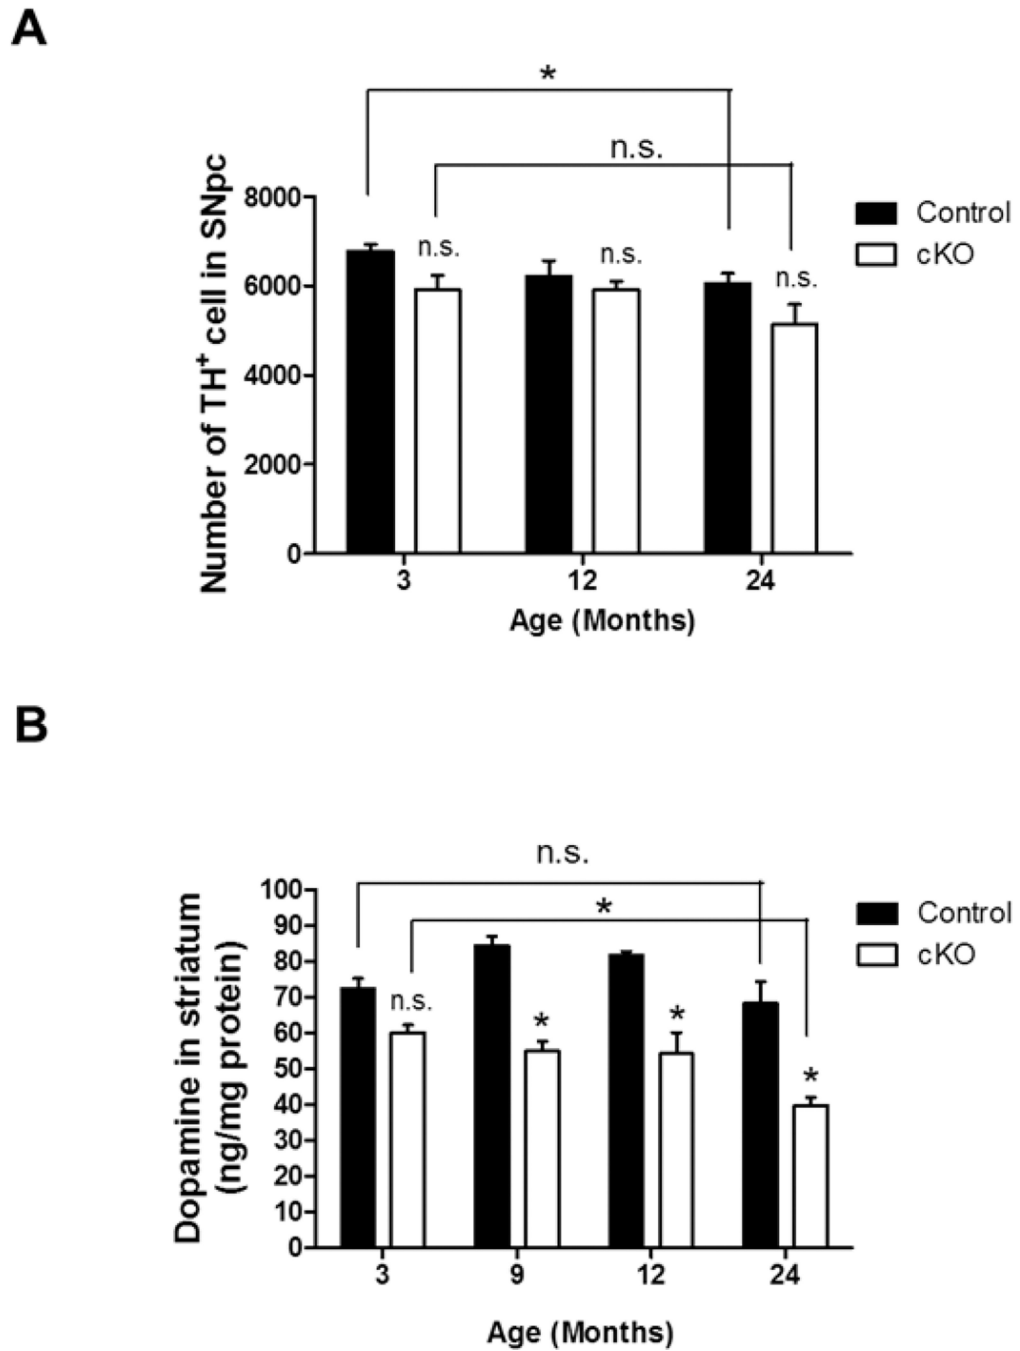 A
*
n.s.
8000
6000
4000
2000
0
Number of TH+ cell in SNpc
n.s.
n.s.
n.s.
Control
cKO
3 12 24
Age (Months)
B
n.s.
*
100
90
80
70
60
50
40
30
20
10
0
Dopamine in striatum
(ng/mg protein)
n.s.
*
*
*
Control
cKO
3 9 12 24
Age (Months)